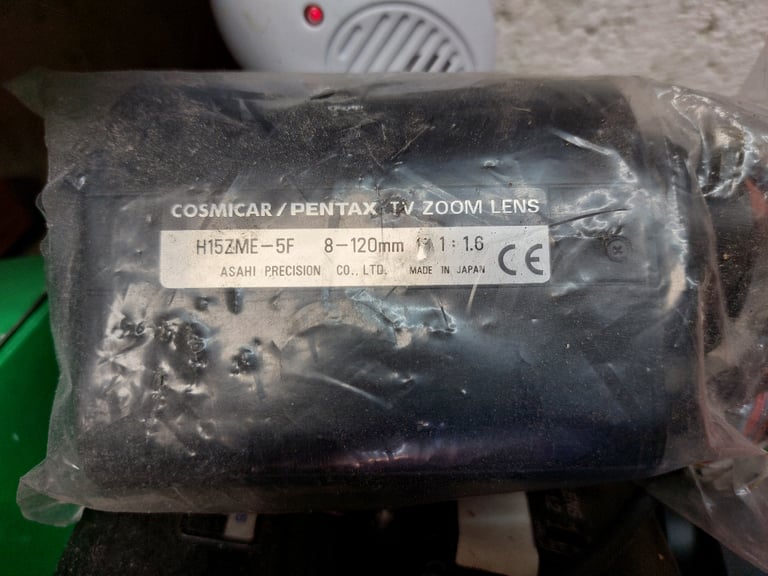 COSMICAR/PENTAX TV ZOOM LENS
H15ZME-5F 8-120mm 1:1.6
ASAHI PRECISION CO., LTD. MADE IN JAPAN CE